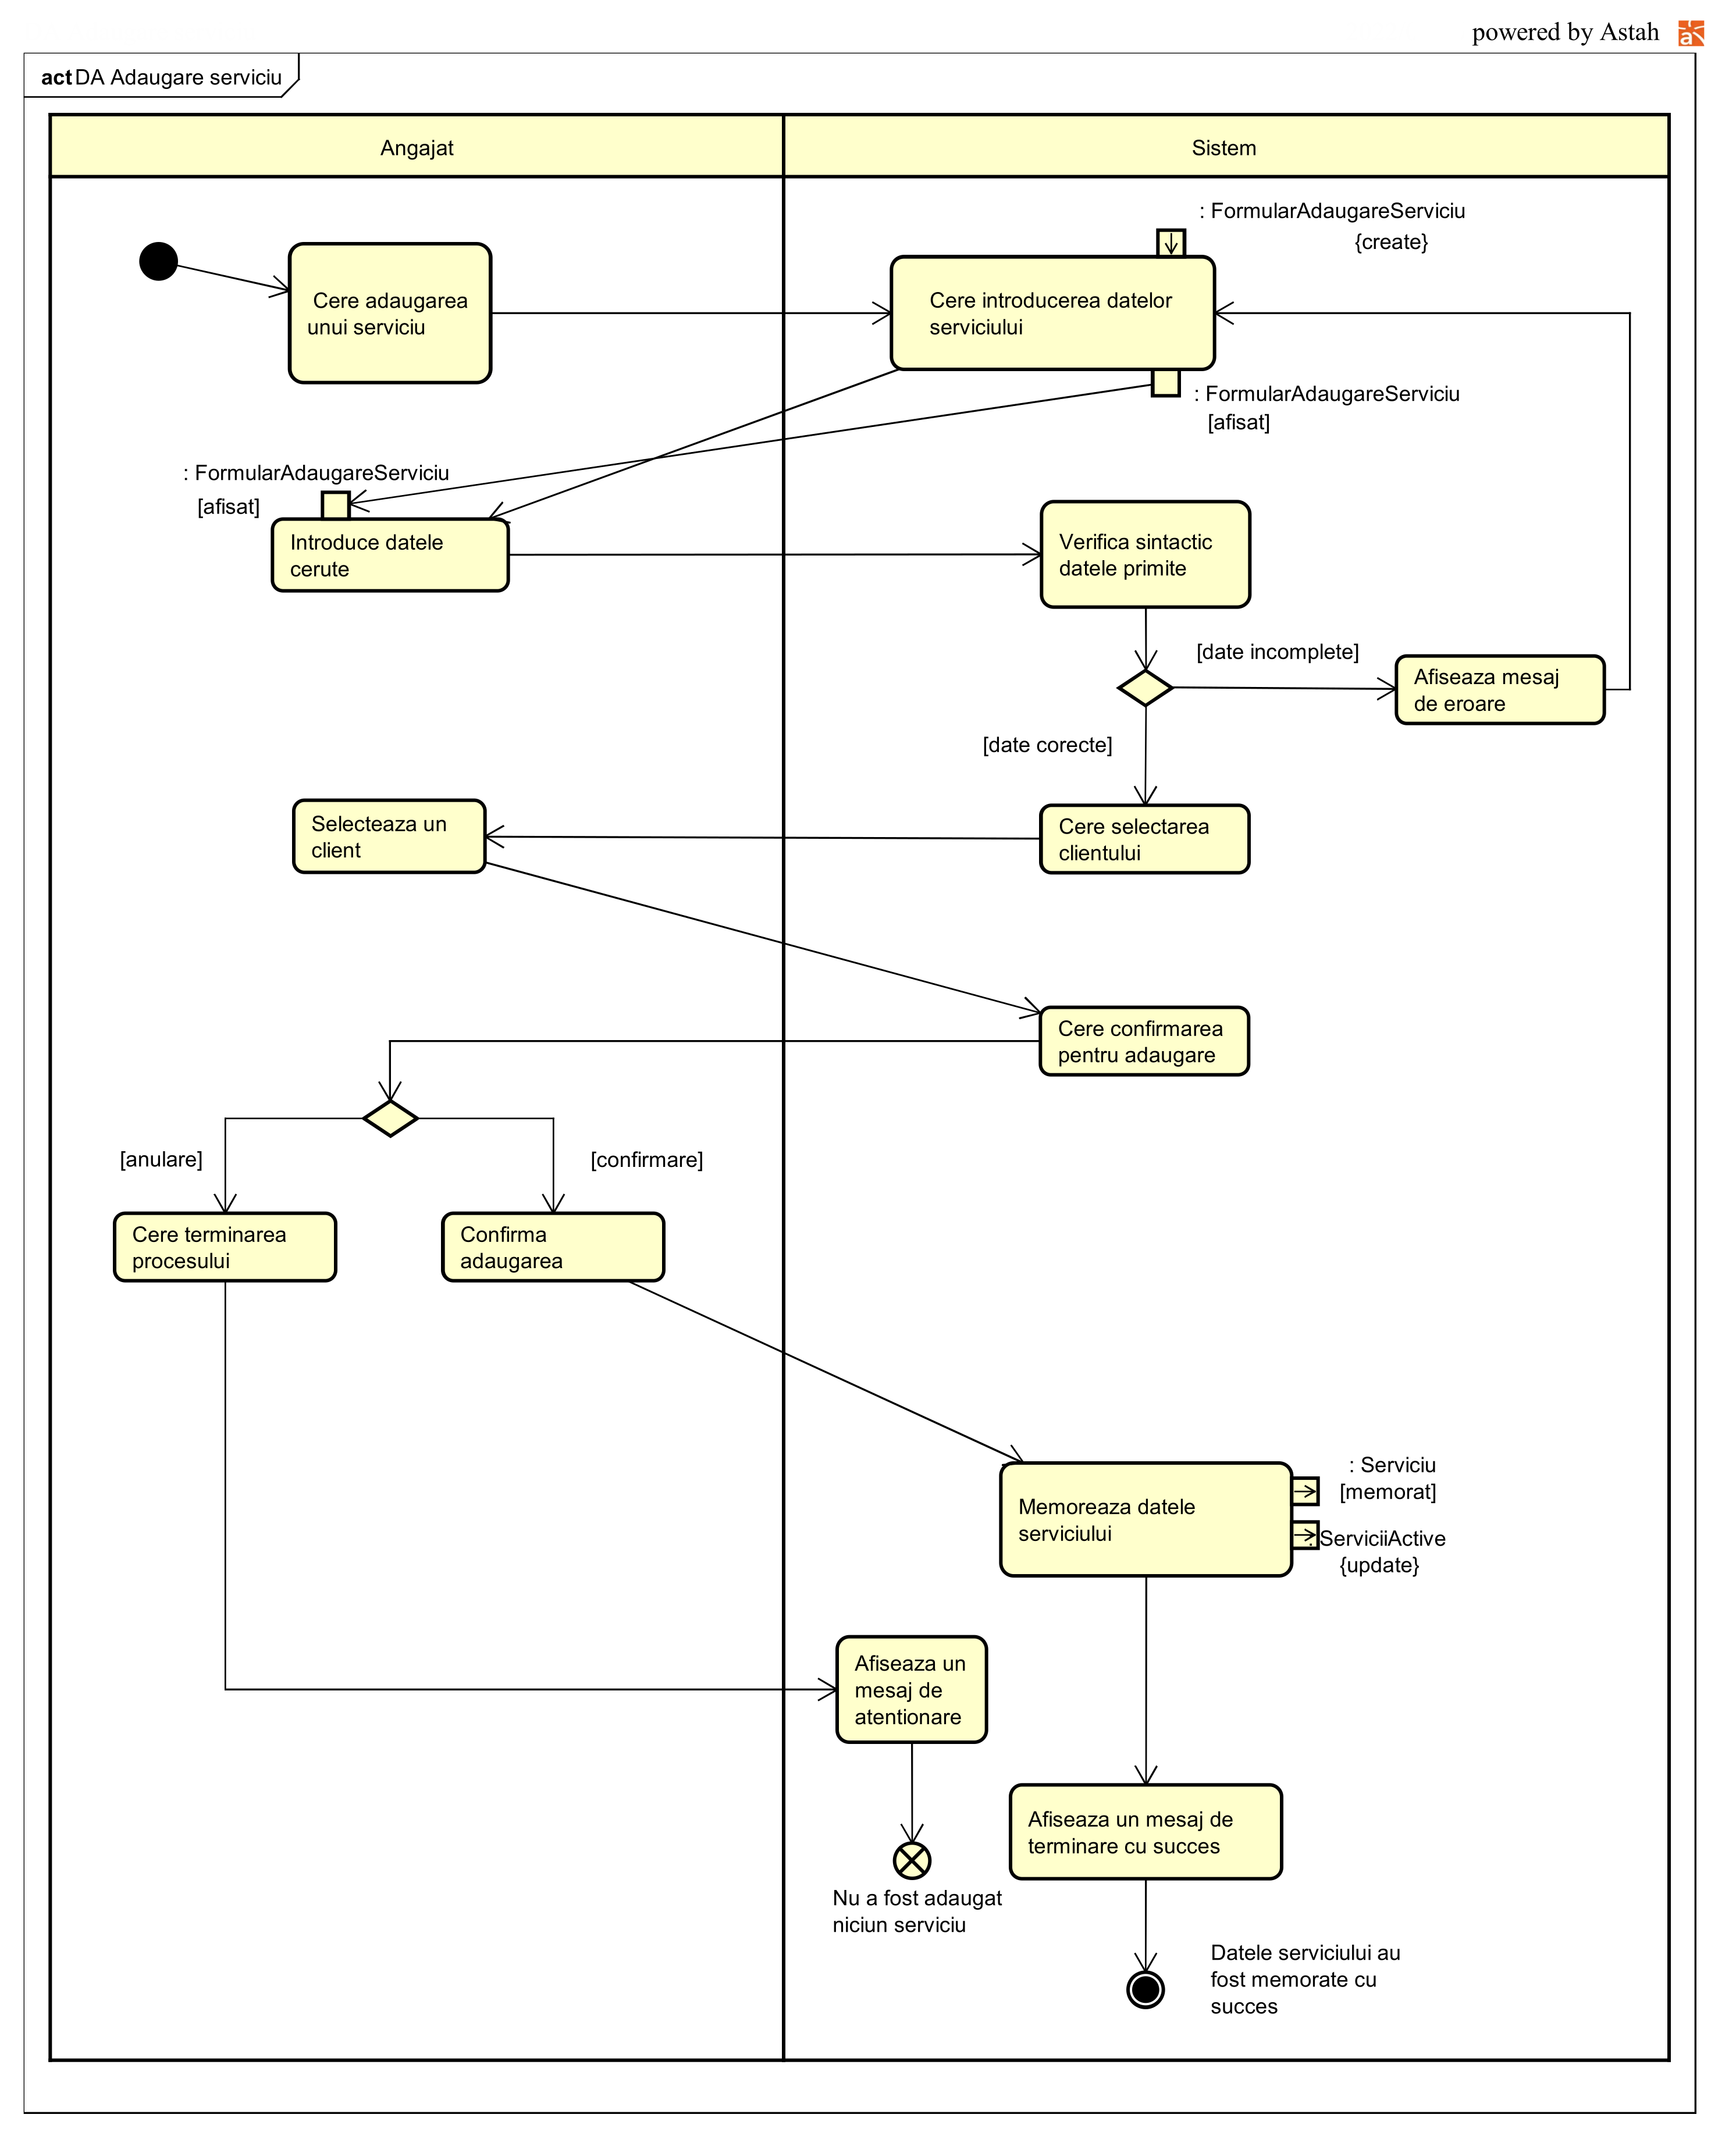 powered by Astah
act DA Adaugare serviciu
Angajat
Sistem
: FormularAdaugareServiciu
{create}
Cere adaugarea
unui serviciu
Cere introducerea datelor
serviciului
: FormularAdaugareServiciu
[afisat]
: FormularAdaugareServiciu
[afisat]
Introduce datele
cerute
Verifica sintactic
datele primite
[date incomplete]
Afiseaza mesaj
de eroare
[date corecte]
Selecteaza un
client
Cere selectarea
clientului
Cere confirmarea
pentru adaugare
[anulare]
[confirmare]
Cere terminarea
procesului
Confirma
adaugarea
: Serviciu
[memorat]
Memoreaza datele
serviciului
: ServiciiActive
{update}
Afiseaza un
mesaj de
atentionare
Afiseaza un mesaj de
terminare cu succes
Nu a fost adaugat
niciun serviciu
Datele serviciului au
fost memorate cu
succes